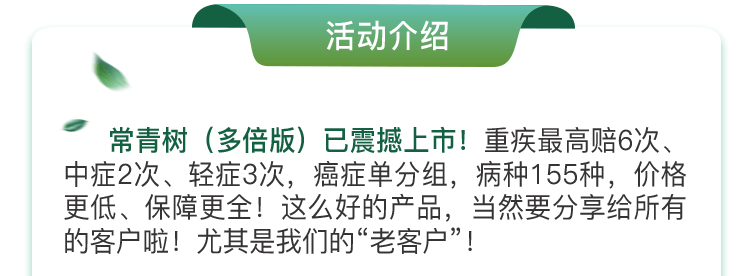 活动介绍
常青树（多倍版）已震撼上市！重疾最高赔6次、
中症2次、轻症3次，癌症单分组，病种155种，价格
更低、保障更全！这么好的产品，当然要分享给所有
的客户啦！尤其是我们的“老客户”！